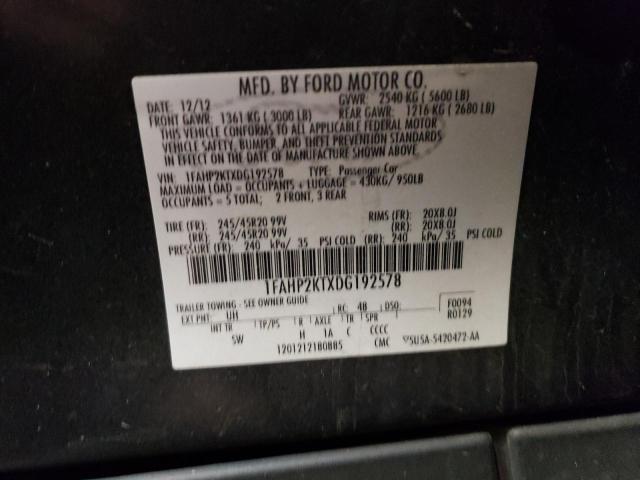 MFD. BY FORD MOTOR CO.
DATE: 12/12 GVWR: 2540 KG (5600 LB)
FRONT GAWR: 1361 KG (3000 LB) REAR GAWR: 1216 KG (2680 LB)
THIS VEHICLE CONFORMS TO ALL APPLICABLE FEDERAL MOTOR
VEHICLE SAFETY, BUMPER, AND THEFT PREVENTION STANDARDS
IN EFFECT ON THE DATE OF MANUFACTURE SHOWN ABOVE.
VIN: 1FAHP2KTXDG192578 TYPE: Passenger Car
MAXIMUM LOAD = OCCUPANTS + LUGGAGE = 430KG/ 950LB
OCCUPANTS = 5 TOTAL; 2 FRONT, 3 REAR
TIRE (FR): 245/45R20 99V RIMS (FR): 20X8.0J
(RR): 245/45R20 99V (RR): 20X8.0J
PRESSURE (FR): 240 kPa/ 35 PSI COLD (RR): 240 kPa/ 35 PSI COLD
1FAHP2KTXDG192578
TRAILER TOWING - SEE OWNER GUIDE
EXT PNT: UH RC: 48 DSO: F0094
INT TR TP/PS R AXLE TR SPR R0129
SW H 1A C CCCC
1201212180885 CMC 5U5A-5420472-AA